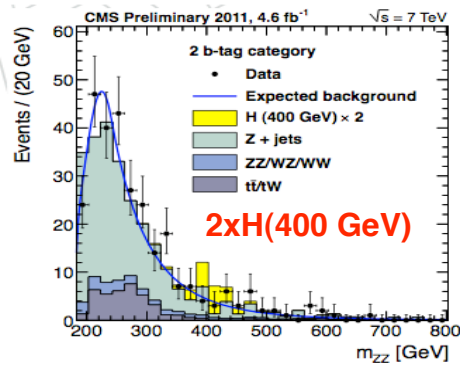 CMS Preliminary 2011, 4.6 fb⁻¹ √s = 7 TeV
60
50
40
30
20
10
0
Events / (20 GeV)
2 b-tag category
Data
Expected background
H (400 GeV) × 2
Z + jets
ZZ/WZ/WW
tt̄/tW
2xH(400 GeV)
200 300 400 500 600 700 800
m_ZZ [GeV]